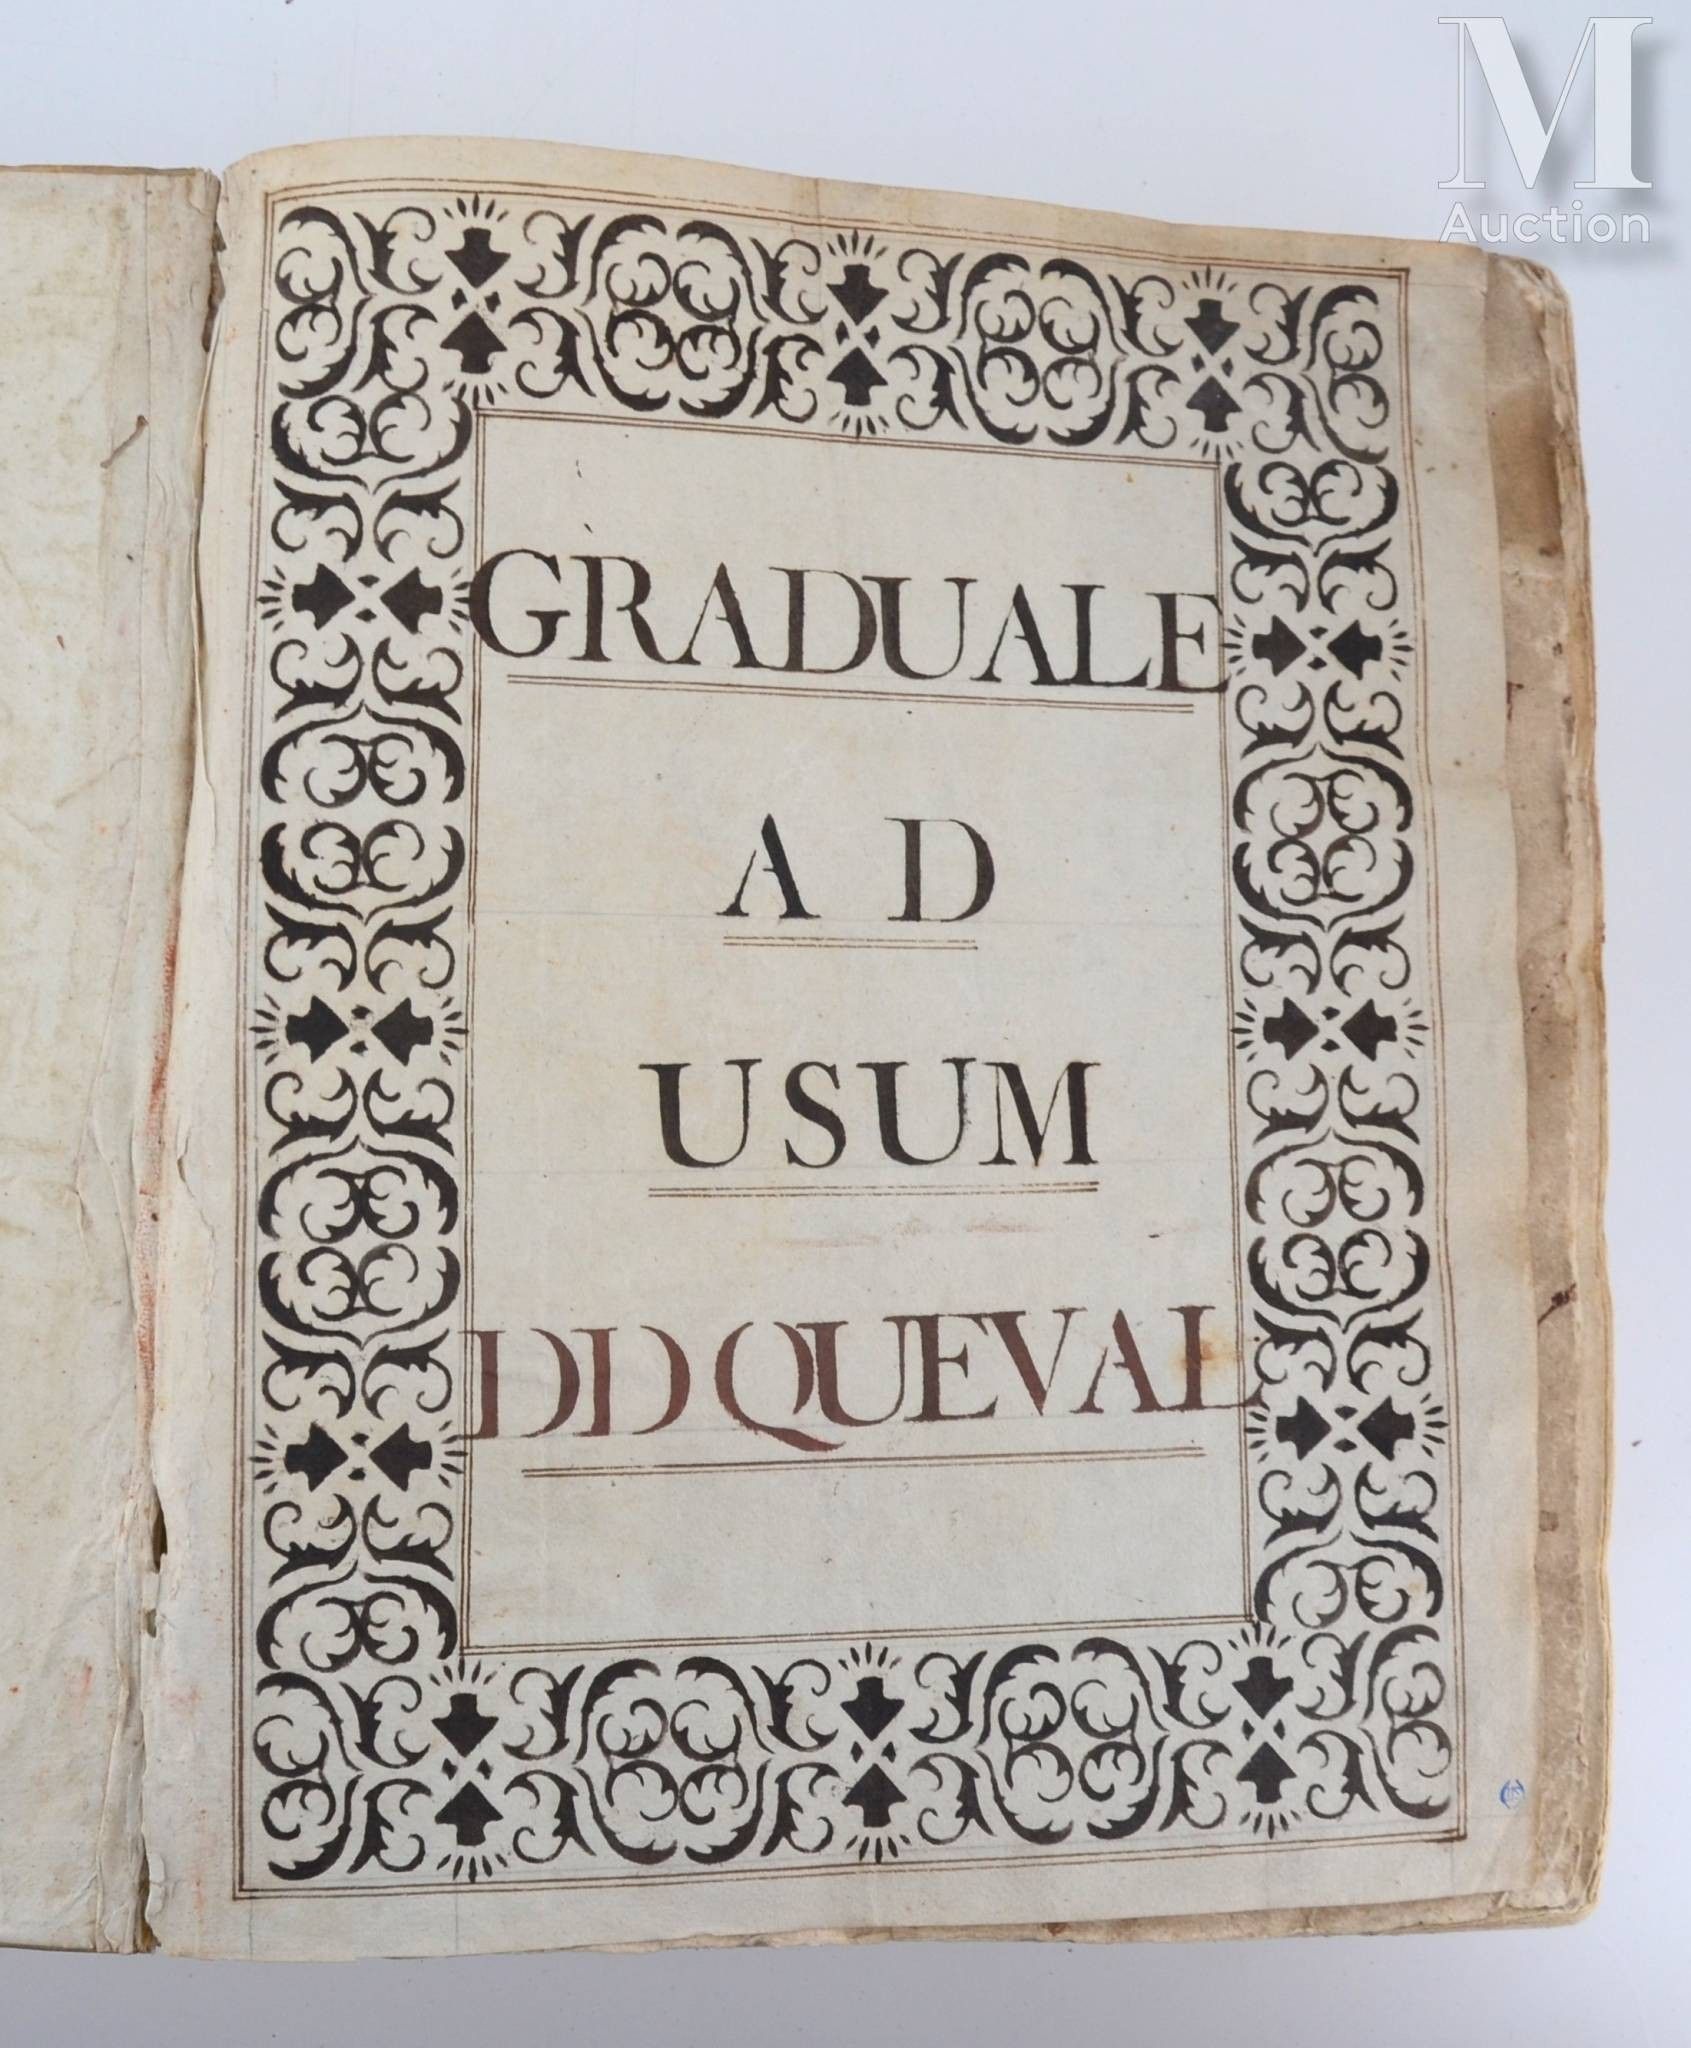 M
Auction
GRADUALE
AD
USUM
DD QUEVAL